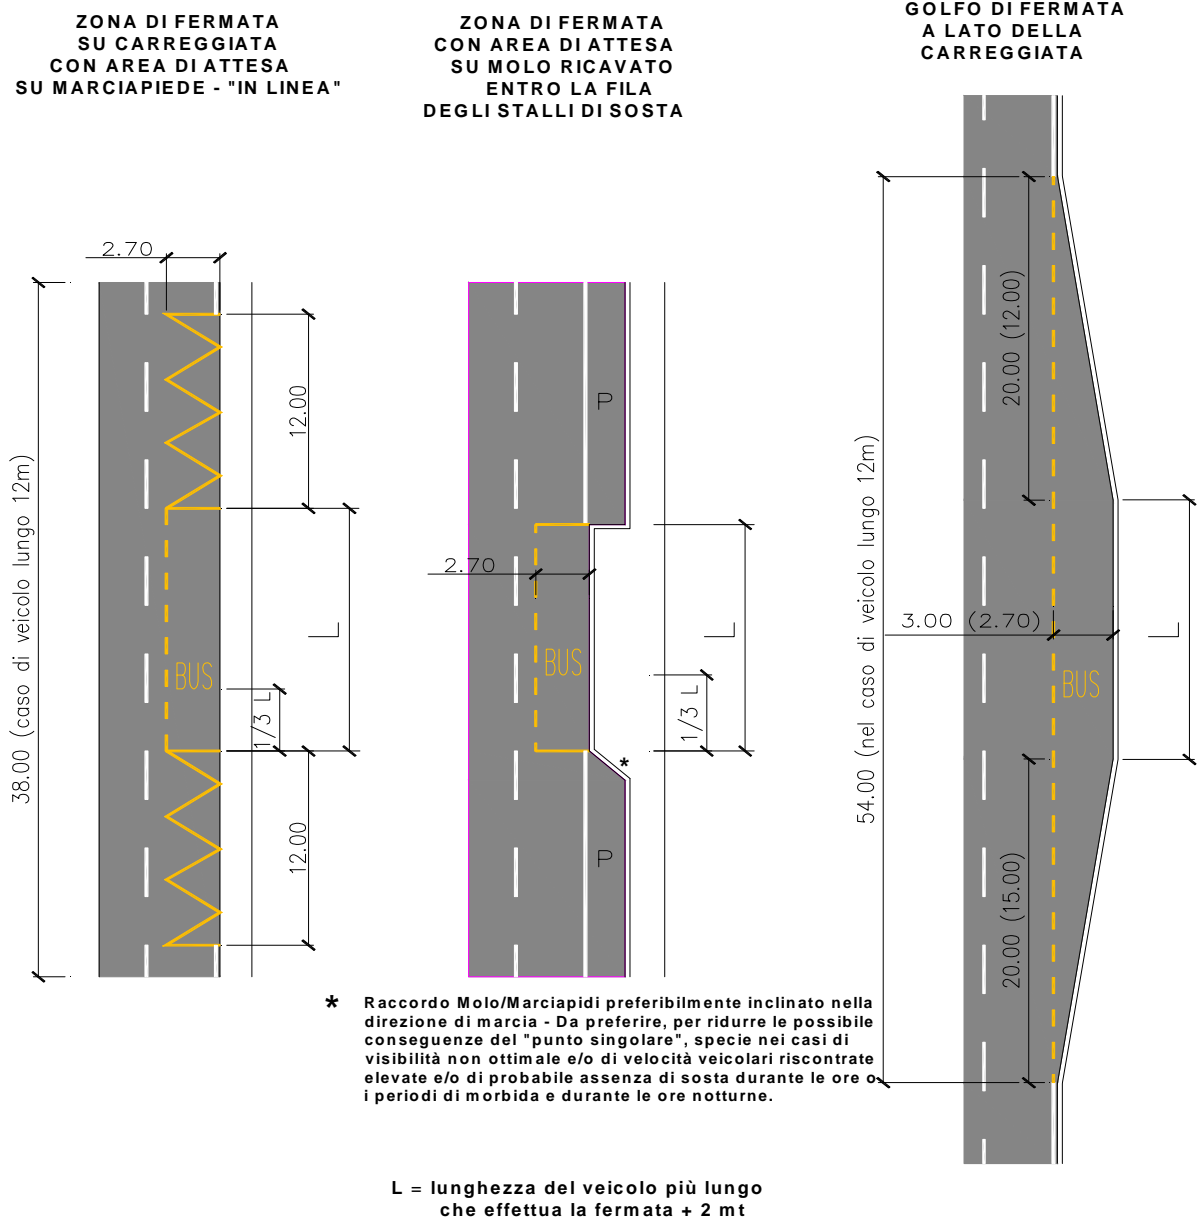 ZONA DI FERMATA
SU CARREGGIATA
CON AREA DI ATTESA
SU MARCIAPIEDE - "IN LINEA"
ZONA DI FERMATA
CON AREA DI ATTESA
SU MOLO RICAVATO
ENTRO LA FILA
DEGLI STALLI DI SOSTA
GOLFO DI FERMATA
A LATO DELLA
CARREGGIATA
2.70
12.00
38.00 (caso di veicolo lungo 12m)
L
BUS
1/3 L
12.00
P
2.70
L
BUS
1/3 L
*
P
20.00 (12.00)
54.00 (nel caso di veicolo lungo 12m)
3.00 (2.70)
L
BUS
20.00 (15.00)
* Raccordo Molo/Marciapidi preferibilmente inclinato nella
direzione di marcia - Da preferire, per ridurre le possibile
conseguenze del "punto singolare", specie nei casi di
visibilità non ottimale e/o di velocità veicolari riscontrate
elevate e/o di probabile assenza di sosta durante le ore o
i periodi di morbida e durante le ore notturne.
L = lunghezza del veicolo più lungo
che effettua la fermata + 2 mt